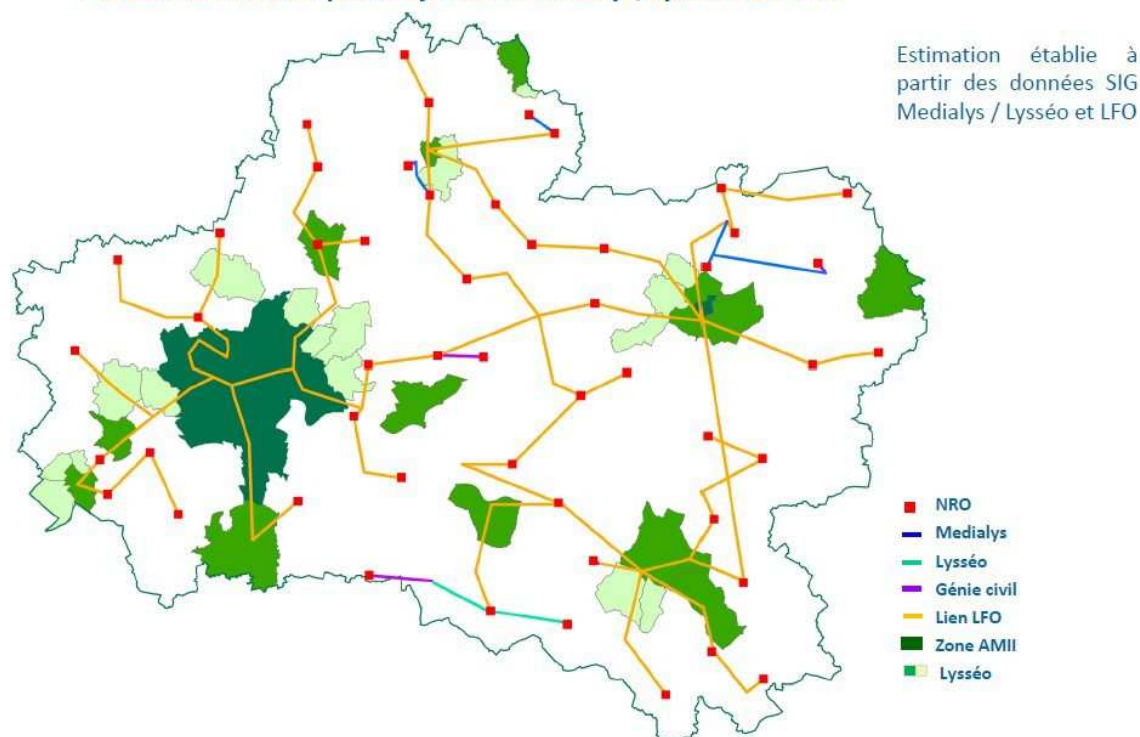 Estimation établie à
partir des données SIG
Medialys / Lysséo et LFO
NRO
Medialys
Lysséo
Génie civil
Lien LFO
Zone AMII
Lysséo